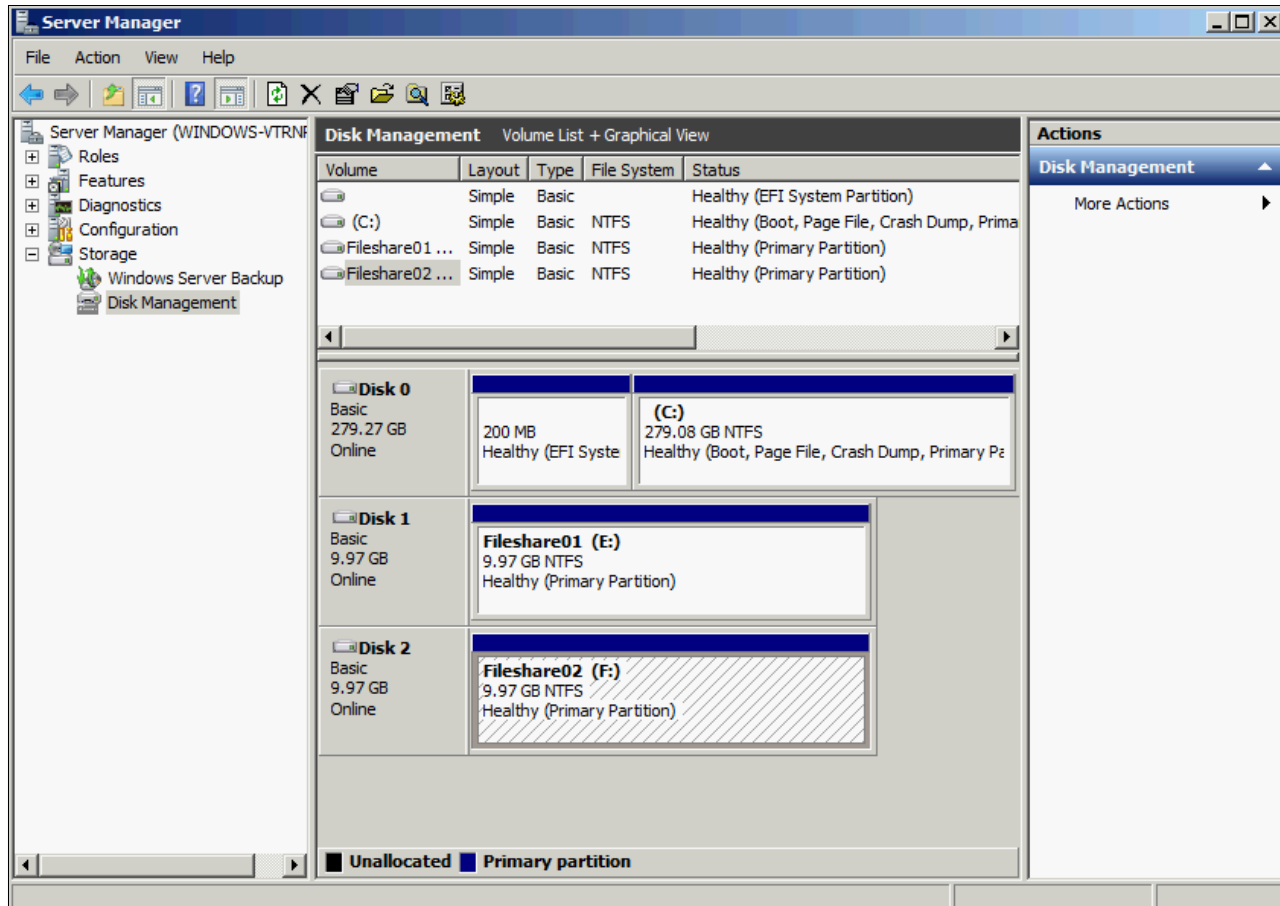 Server Manager
File Action View Help
Server Manager (WINDOWS-VTRNF
Roles
Features
Diagnostics
Configuration
Storage
Windows Server Backup
Disk Management
Disk Management Volume List + Graphical View
Volume Layout Type File System Status
Simple Basic Healthy (EFI System Partition)
(C:) Simple Basic NTFS Healthy (Boot, Page File, Crash Dump, Prima
Fileshare01 ... Simple Basic NTFS Healthy (Primary Partition)
Fileshare02 ... Simple Basic NTFS Healthy (Primary Partition)
Disk 0
Basic
279.27 GB
Online
200 MB
Healthy (EFI Syste
(C:)
279.08 GB NTFS
Healthy (Boot, Page File, Crash Dump, Primary Pa
Disk 1
Basic
9.97 GB
Online
Fileshare01 (E:)
9.97 GB NTFS
Healthy (Primary Partition)
Disk 2
Basic
9.97 GB
Online
Fileshare02 (F:)
9.97 GB NTFS
Healthy (Primary Partition)
Unallocated Primary partition
Actions
Disk Management
More Actions